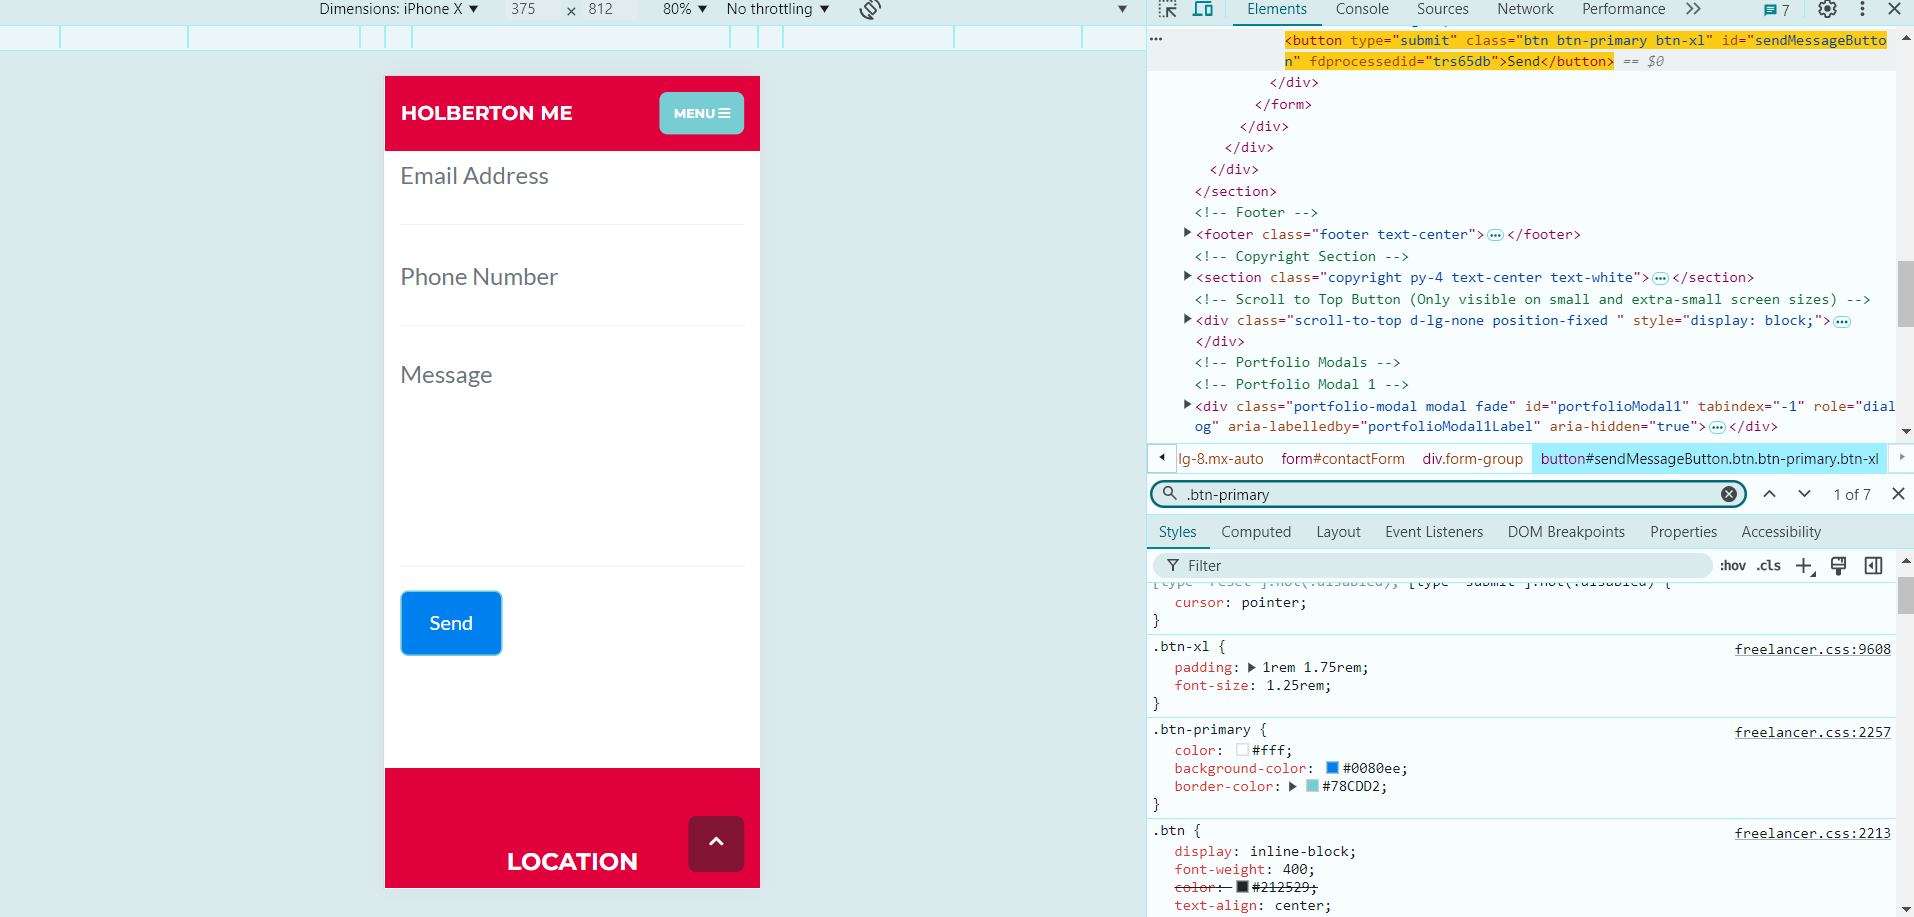 Dimensions: iPhone X ▼ 375 × 812 80% ▼ No throttling ▼
HOLBERTON ME
MENU
Email Address
Phone Number
Message
Send
LOCATION
Elements Console Sources Network Performance 7
<button type="submit" class="btn btn-primary btn-xl" id="sendMessageButto
n" fdprocessedid="trs65db">Send</button> == $0
</div>
</form>
</div>
</div>
</div>
</section>
<!-- Footer -->
<footer class="footer text-center">…</footer>
<!-- Copyright Section -->
<section class="copyright py-4 text-center text-white">…</section>
<!-- Scroll to Top Button (Only visible on small and extra-small screen sizes) -->
<div class="scroll-to-top d-lg-none position-fixed " style="display: block;">…
</div>
<!-- Portfolio Modals -->
<!-- Portfolio Modal 1 -->
<div class="portfolio-modal modal fade" id="portfolioModal1" tabindex="-1" role="dial
og" aria-labelledby="portfolioModal1Label" aria-hidden="true">…</div>
lg-8.mx-auto form#contactForm div.form-group button#sendMessageButton.btn.btn-primary.btn-xl
.btn-primary 1 of 7
Styles Computed Layout Event Listeners DOM Breakpoints Properties Accessibility
Filter :hov .cls
cursor: pointer;
}
.btn-xl { freelancer.css:9608
padding: 1rem 1.75rem;
font-size: 1.25rem;
}
.btn-primary { freelancer.css:2257
color: #fff;
background-color: #0080ee;
border-color: #78CDD2;
}
.btn { freelancer.css:2213
display: inline-block;
font-weight: 400;
color: #212529;
text-align: center;